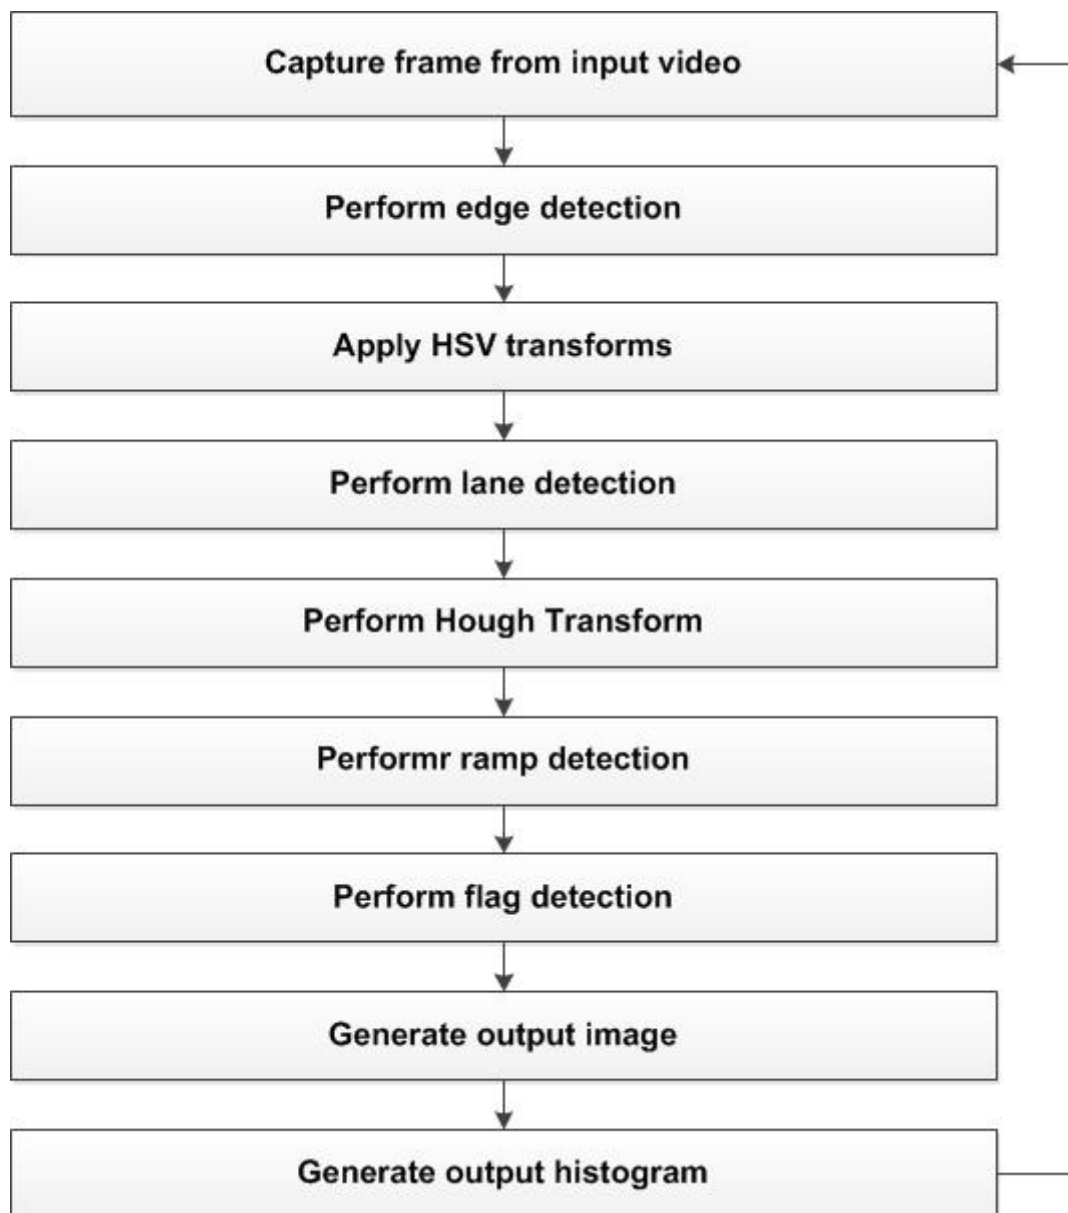 Capture frame from input video
Perform edge detection
Apply HSV transforms
Perform lane detection
Perform Hough Transform
Performr ramp detection
Perform flag detection
Generate output image
Generate output histogram